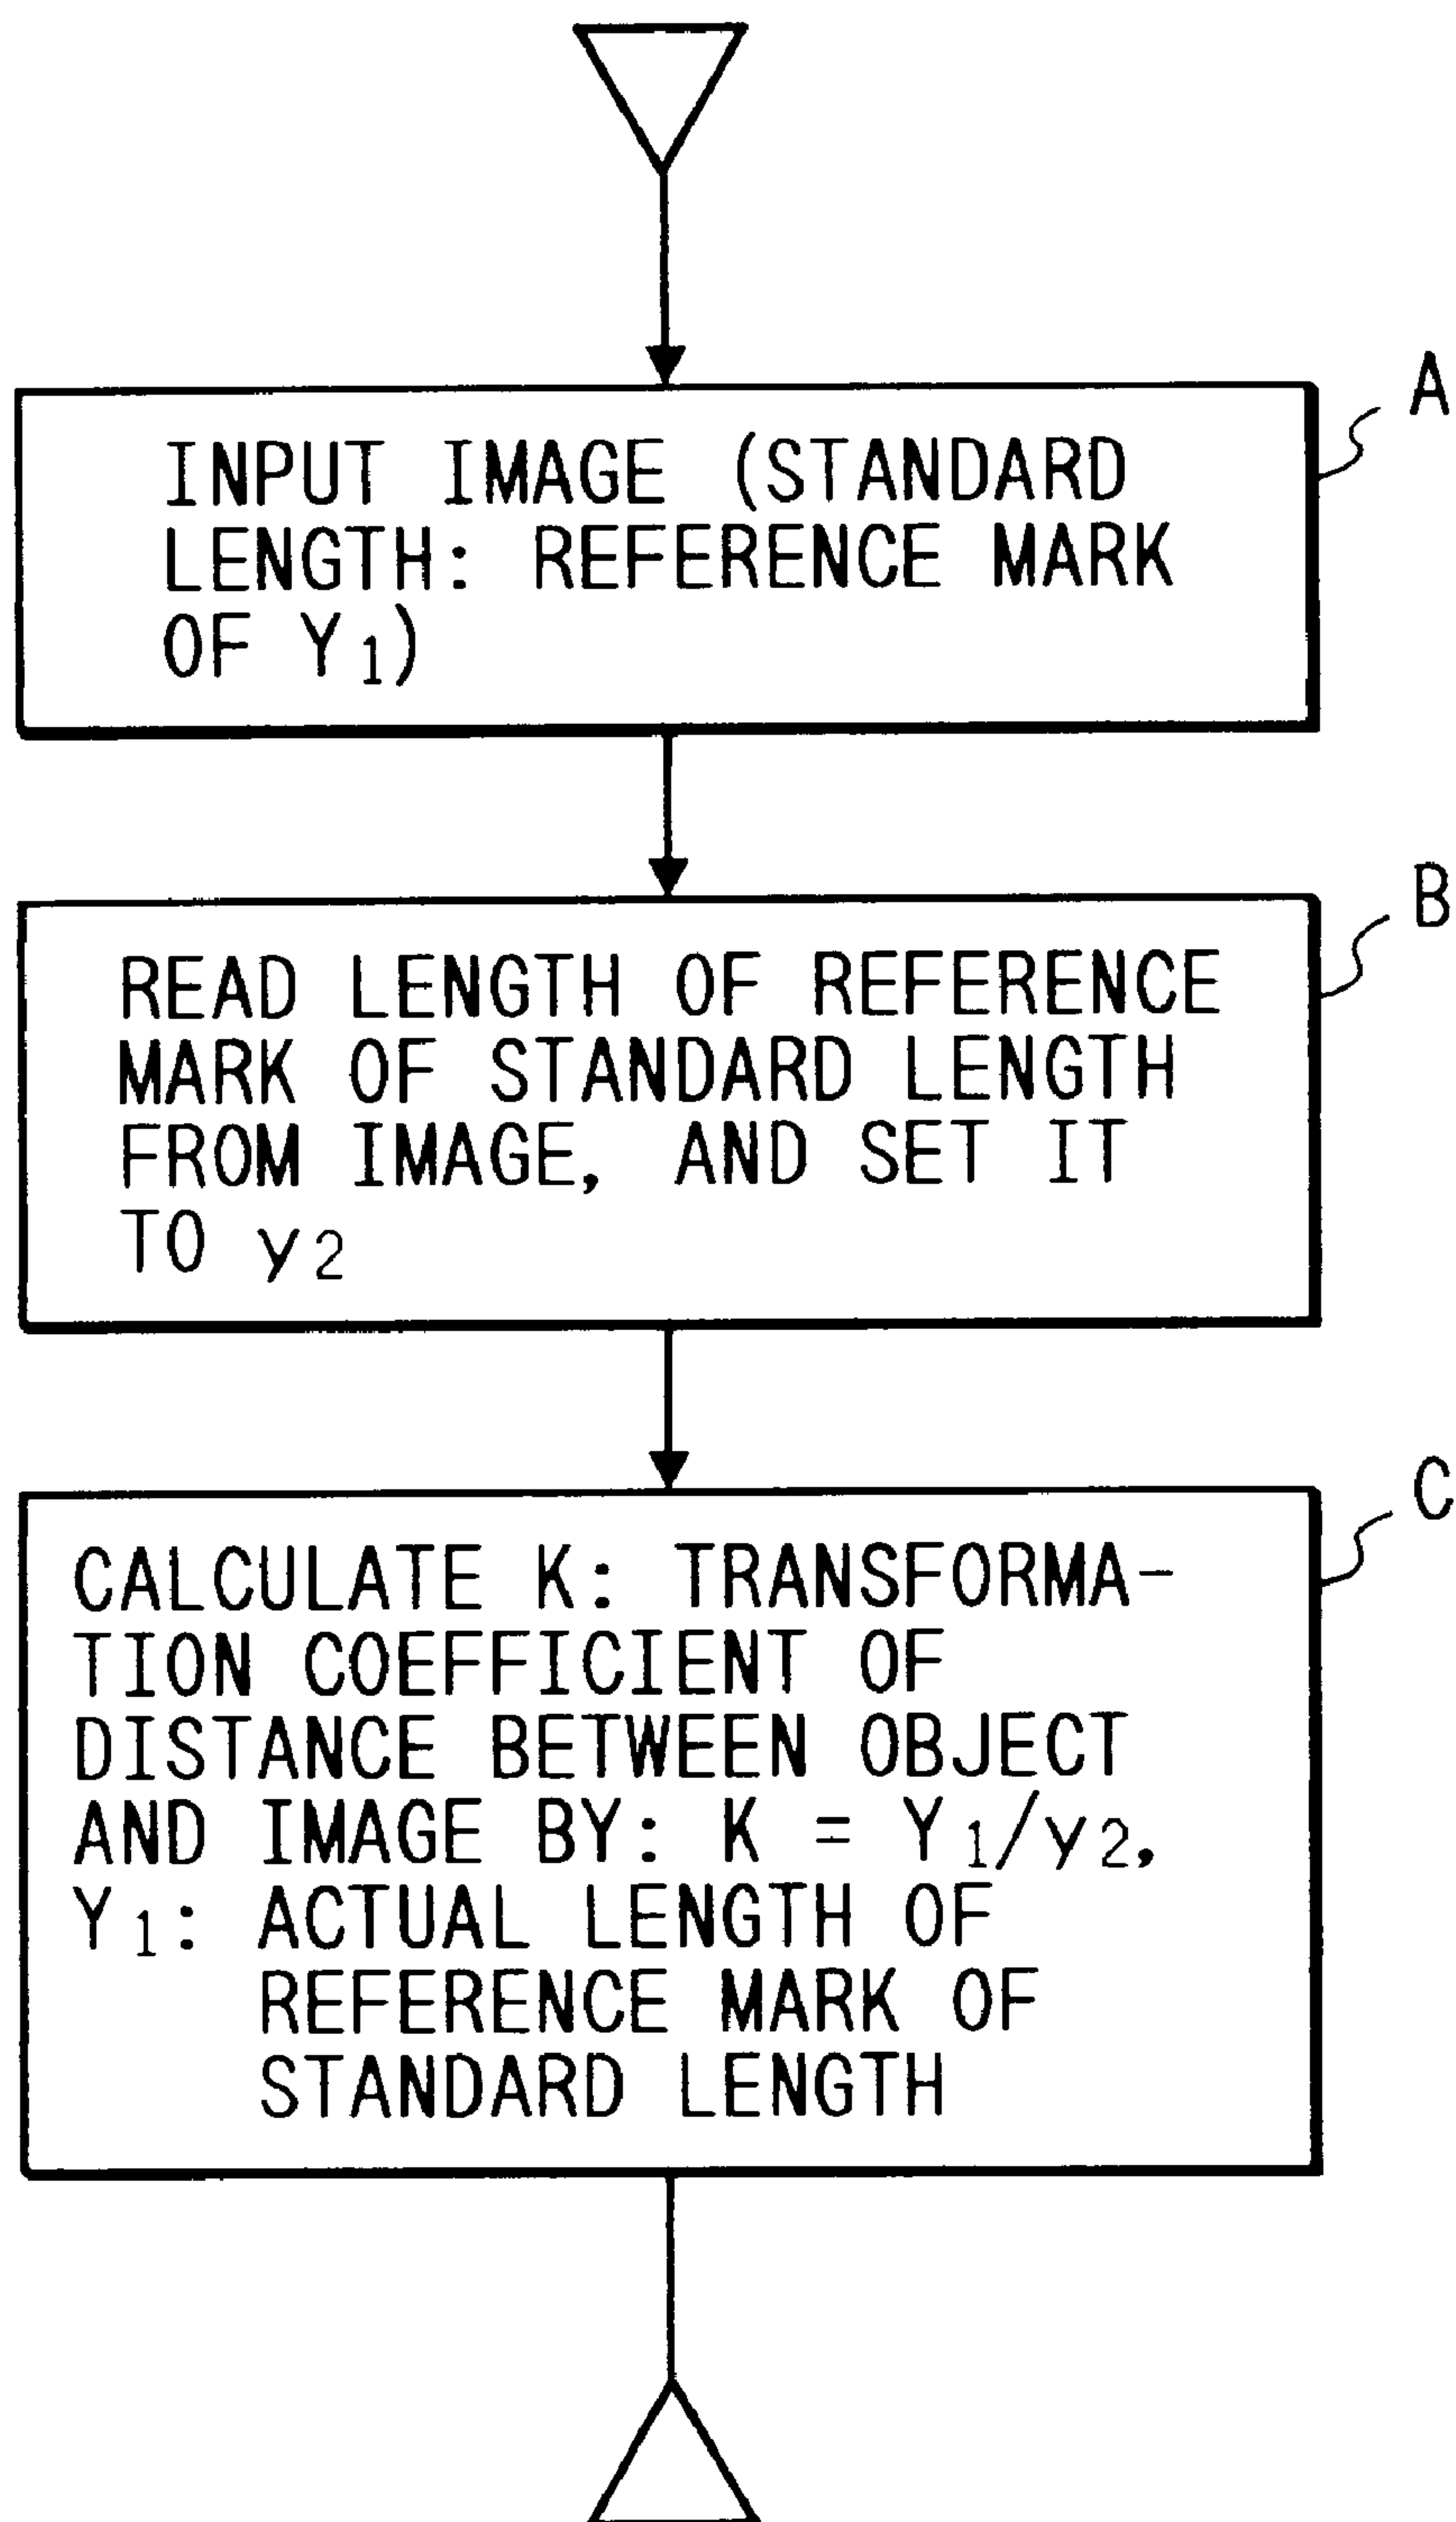 A
INPUT IMAGE (STANDARD
LENGTH: REFERENCE MARK
OF Y₁)
B
READ LENGTH OF REFERENCE
MARK OF STANDARD LENGTH
FROM IMAGE, AND SET IT
TO y₂
C
CALCULATE K: TRANSFORMA-
TION COEFFICIENT OF
DISTANCE BETWEEN OBJECT
AND IMAGE BY: K = Y₁/y₂,
Y₁: ACTUAL LENGTH OF
REFERENCE MARK OF
STANDARD LENGTH